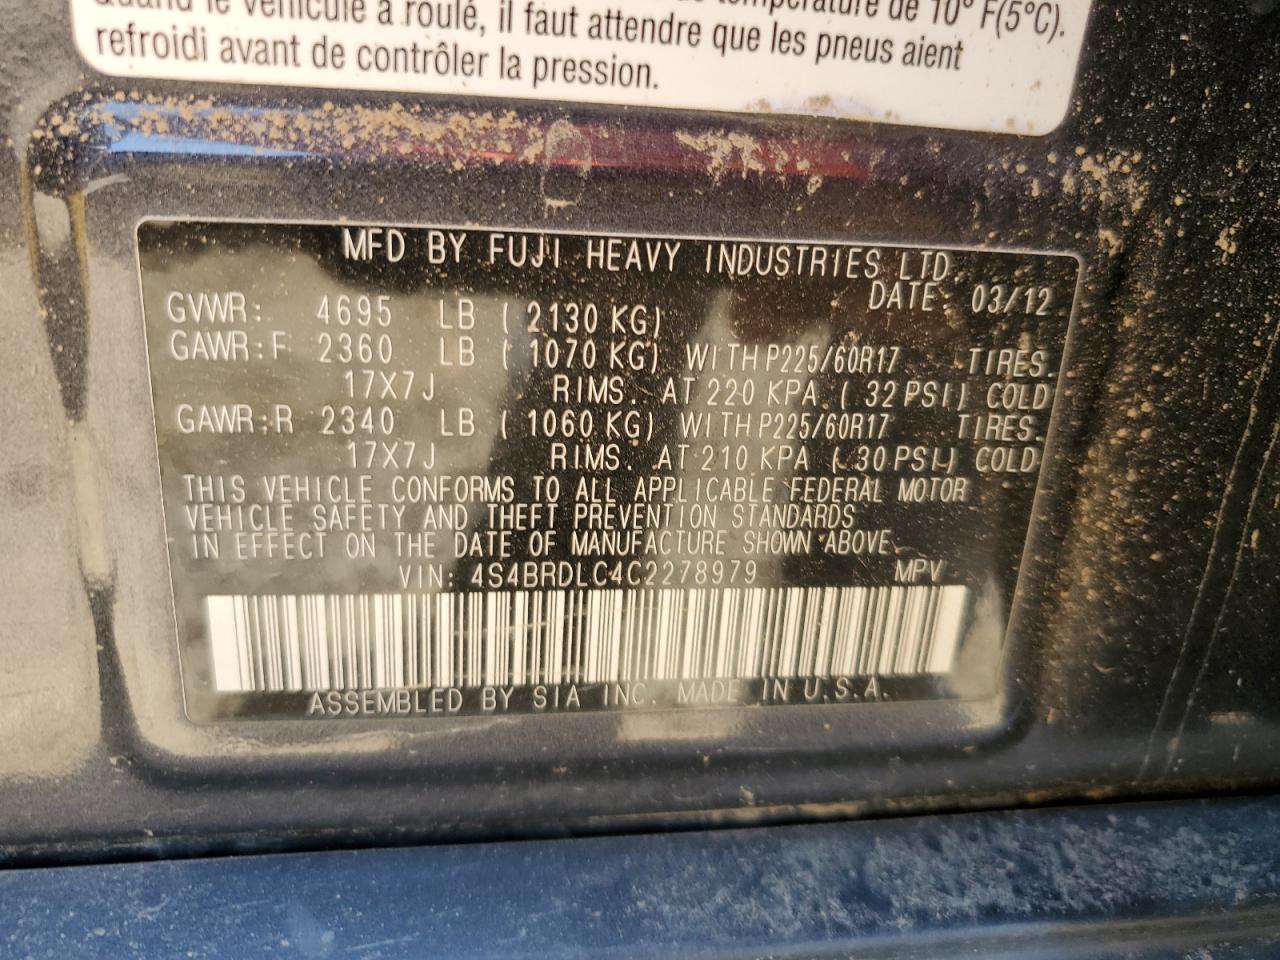 Quand le véhicule a roulé, il faut attendre que les pneus aient température de 10° F(5°C).
refroidi avant de contrôler la pression.
MFD BY FUJI HEAVY INDUSTRIES LTD.
DATE: 03/12
GVWR: 4695 LB ( 2130 KG)
GAWR:F 2360 LB ( 1070 KG) WITH P225/60R17 TIRES.
17X7J RIMS. AT 220 KPA ( 32 PSI) COLD
GAWR:R 2340 LB ( 1060 KG) WITH P225/60R17 TIRES.
17X7J RIMS. AT 210 KPA ( 30 PSI) COLD
THIS VEHICLE CONFORMS TO ALL APPLICABLE FEDERAL MOTOR
VEHICLE SAFETY AND THEFT PREVENTION STANDARDS
IN EFFECT ON THE DATE OF MANUFACTURE SHOWN ABOVE.
VIN: 4S4BRDLC4C2278979 MPV
ASSEMBLED BY SIA INC. MADE IN U.S.A.